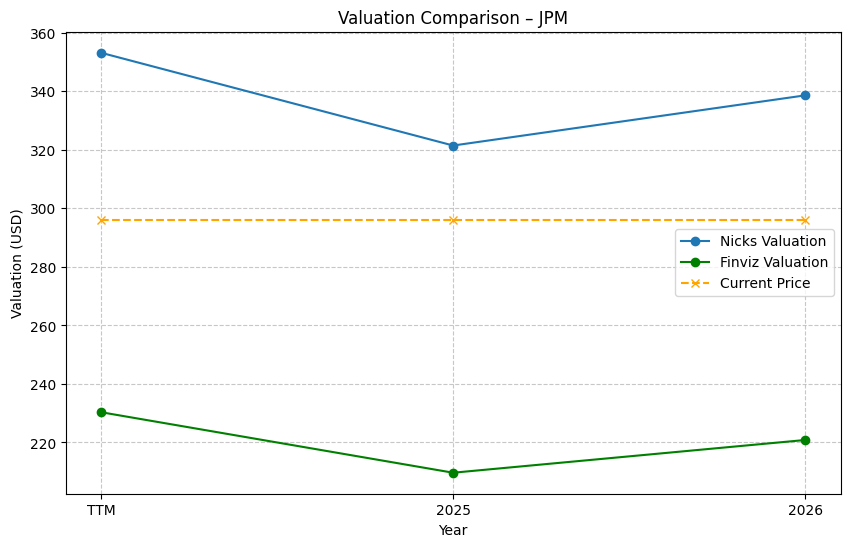 Valuation Comparison – JPM
Valuation (USD)
360
340
320
300
280
260
240
220
Nicks Valuation
Finviz Valuation
Current Price
TTM
2025
2026
Year